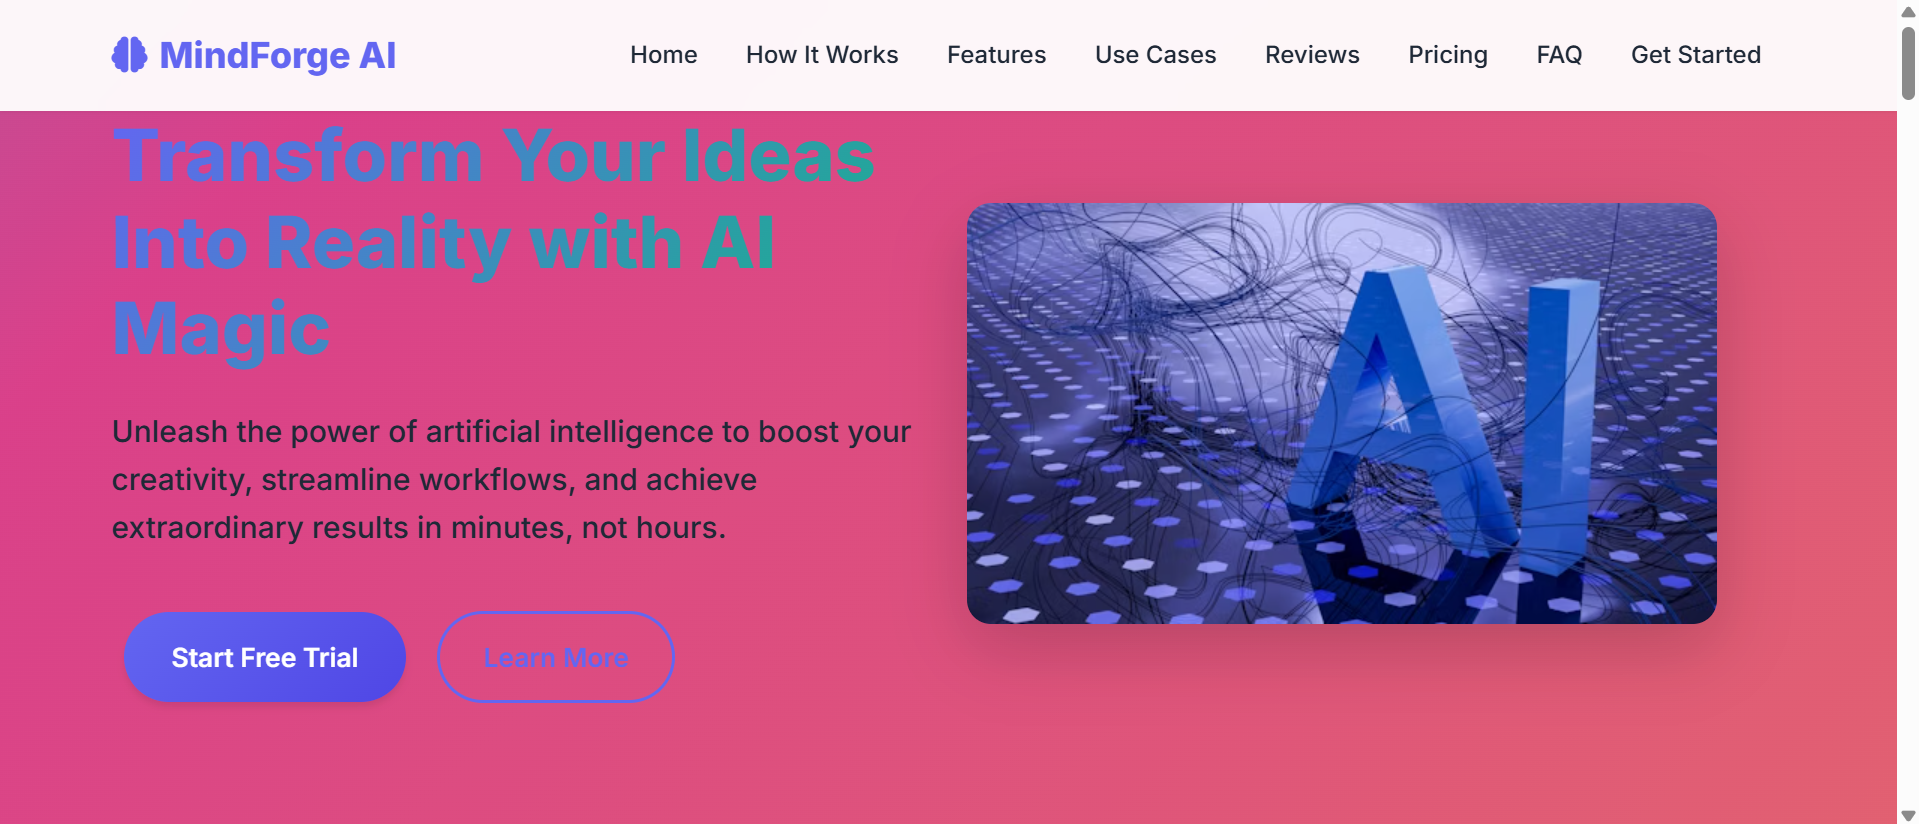 MindForge AI
Home
How It Works
Features
Use Cases
Reviews
Pricing
FAQ
Get Started
Transform Your Ideas
Into Reality with AI
Magic
Unleash the power of artificial intelligence to boost your
creativity, streamline workflows, and achieve
extraordinary results in minutes, not hours.
Start Free Trial
Learn More
AI